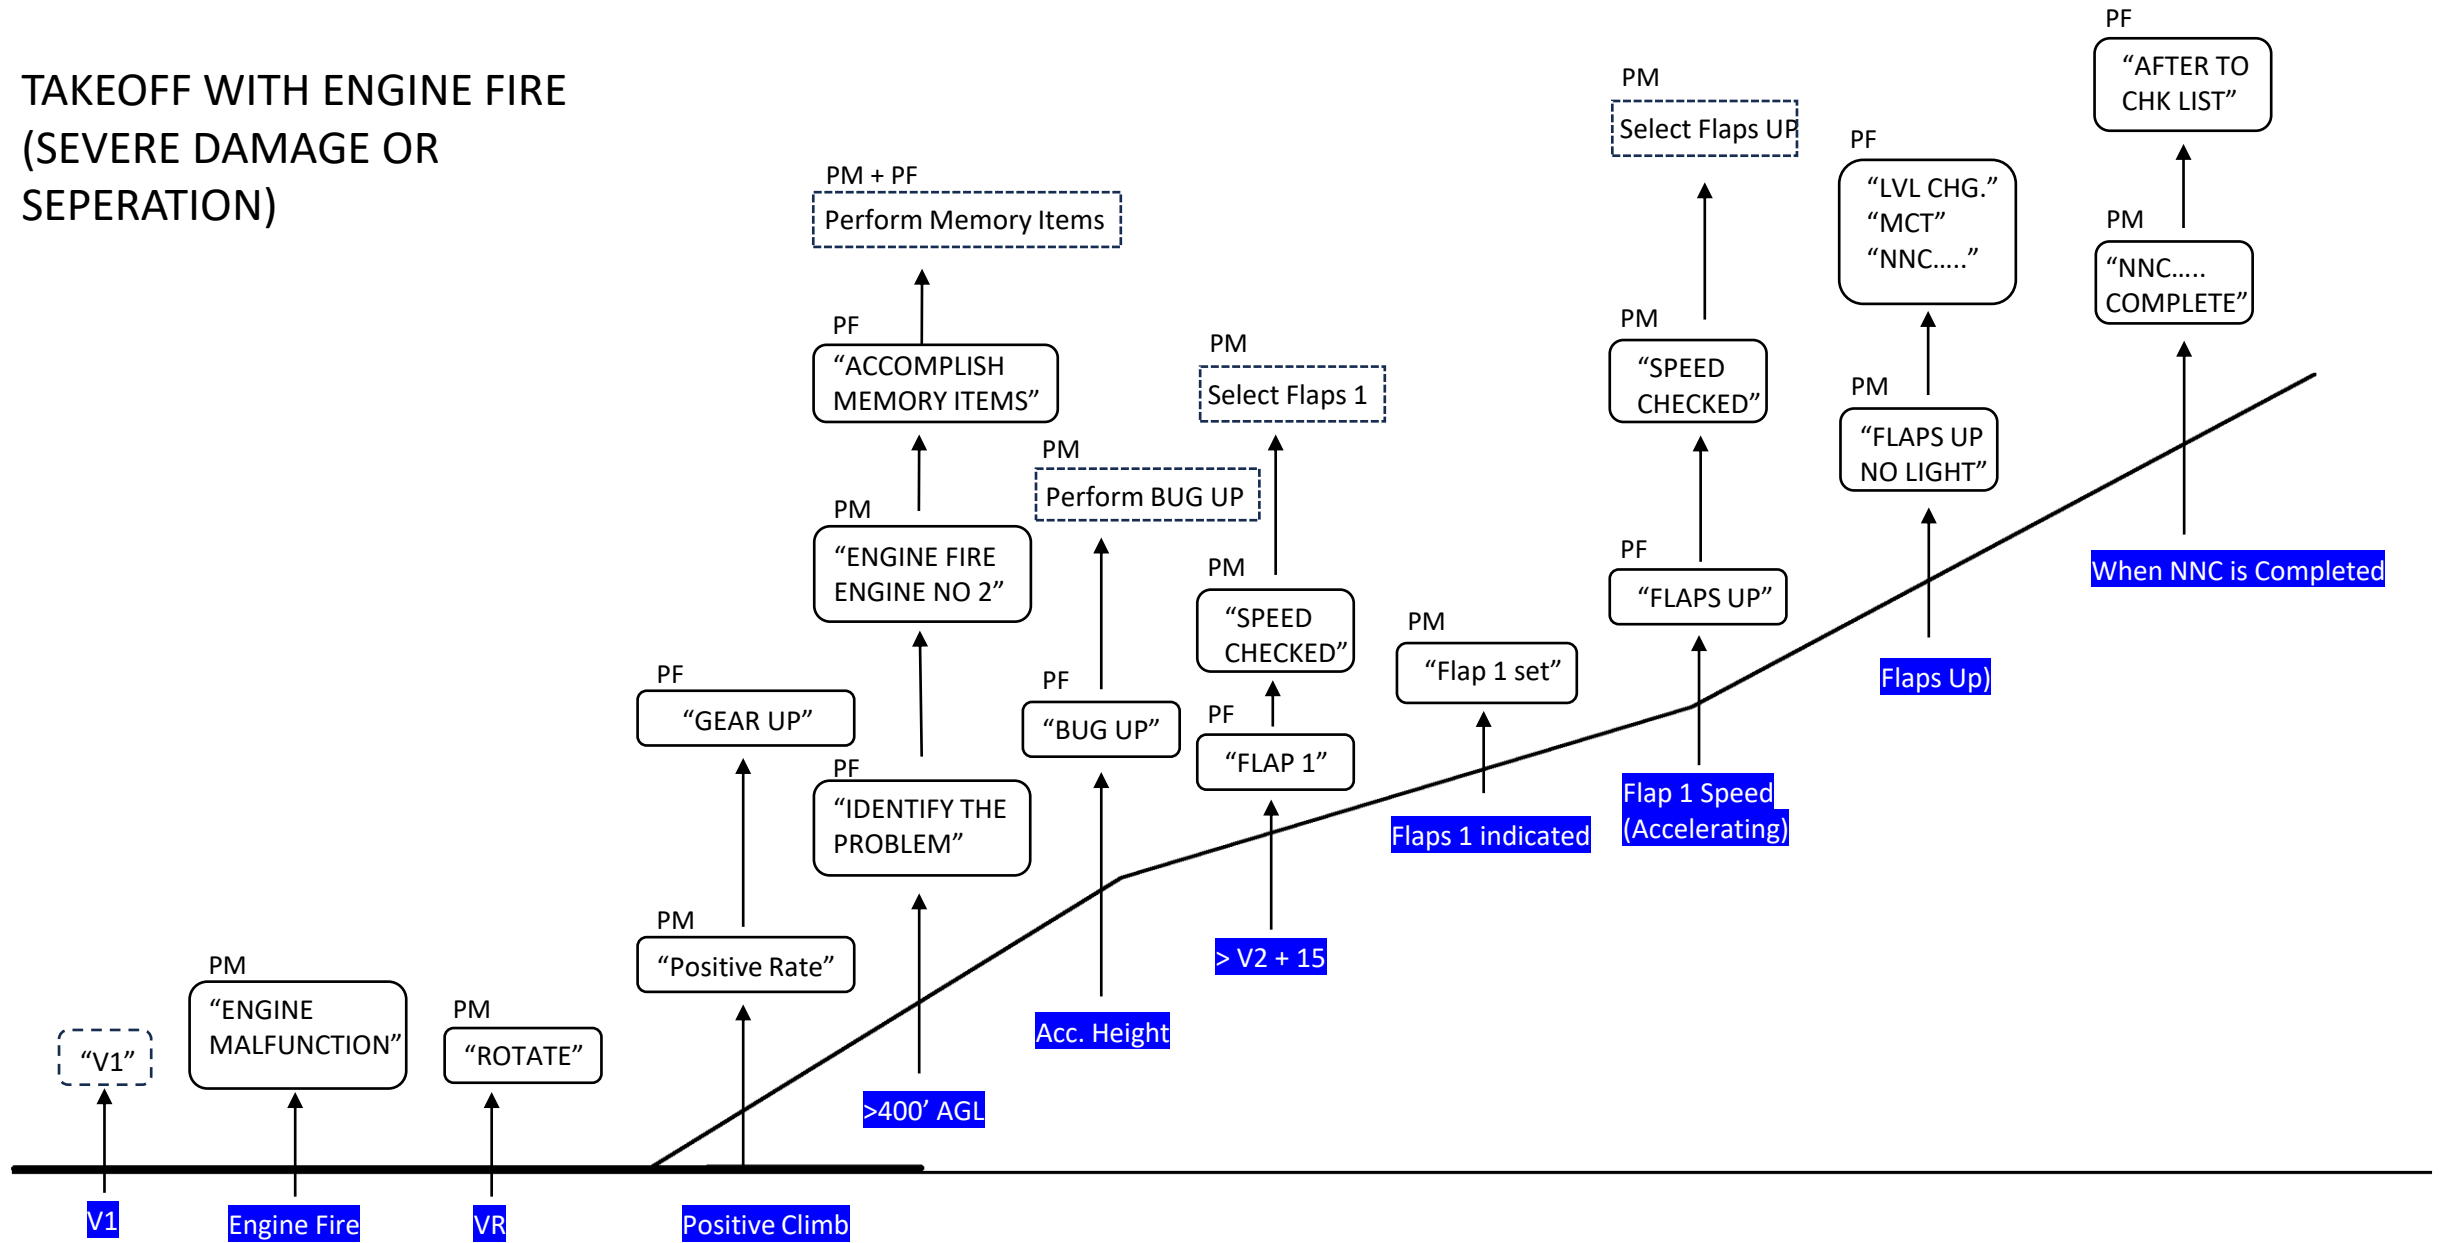 TAKEOFF WITH ENGINE FIRE
(SEVERE DAMAGE OR
SEPERATION)
“V1”
V1
PM
“ENGINE
MALFUNCTION”
Engine Fire
PM
“ROTATE”
VR
PF
“GEAR UP”
PM
“Positive Rate”
Positive Climb
PM + PF
Perform Memory Items
PF
“ACCOMPLISH
MEMORY ITEMS”
PM
“ENGINE FIRE
ENGINE NO 2”
PF
“IDENTIFY THE
PROBLEM”
>400’ AGL
PM
Perform BUG UP
PF
“BUG UP”
Acc. Height
PM
Select Flaps 1
PM
“SPEED
CHECKED”
PF
“FLAP 1”
> V2 + 15
PM
“Flap 1 set”
Flaps 1 indicated
PM
Select Flaps UP
PM
“SPEED
CHECKED”
PF
“FLAPS UP”
Flap 1 Speed
(Accelerating)
PF
“LVL CHG.”
“MCT”
“NNC…..”
PM
“FLAPS UP
NO LIGHT”
Flaps Up)
PF
“AFTER TO
CHK LIST”
PM
“NNC…..
COMPLETE”
When NNC is Completed